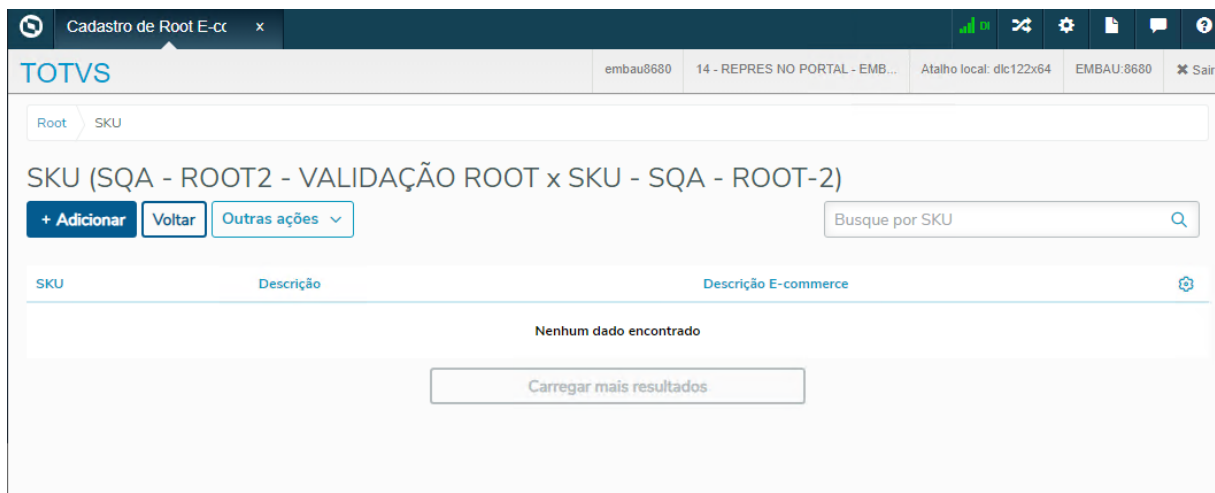 Cadastro de Root E-cc x DI
TOTVS embau8680 14 - REPRES NO PORTAL - EMB... Atalho local: dlc122x64 EMBAU:8680 Sair
Root SKU
SKU (SQA - ROOT2 - VALIDAÇÃO ROOT x SKU - SQA - ROOT-2)
+ Adicionar Voltar Outras ações Busque por SKU
SKU Descrição Descrição E-commerce
Nenhum dado encontrado
Carregar mais resultados